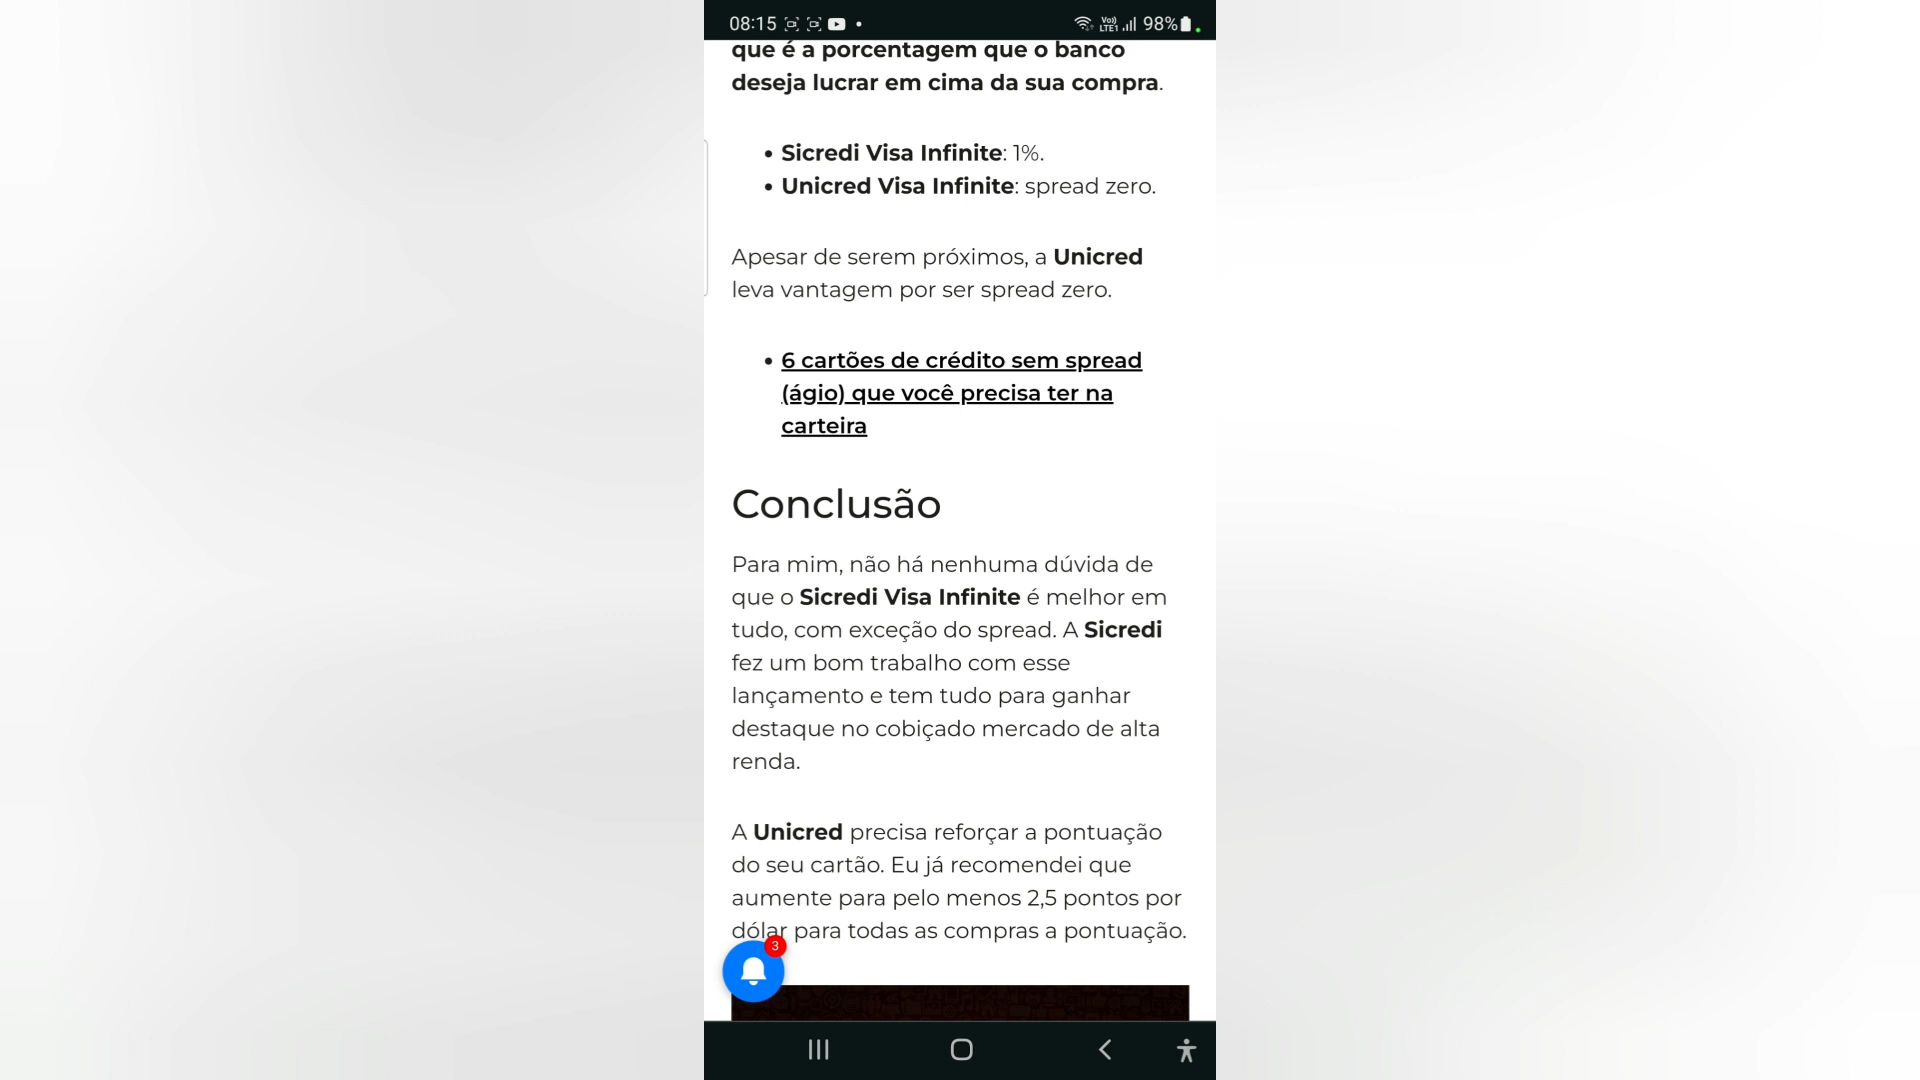 08:15
Vo))
LTE1
98%
que é a porcentagem que o banco
deseja lucrar em cima da sua compra.
• Sicredi Visa Infinite: 1%.
• Unicred Visa Infinite: spread zero.
Apesar de serem próximos, a Unicred
leva vantagem por ser spread zero.
• 6 cartões de crédito sem spread
(ágio) que você precisa ter na
carteira
Conclusão
Para mim, não há nenhuma dúvida de
que o Sicredi Visa Infinite é melhor em
tudo, com exceção do spread. A Sicredi
fez um bom trabalho com esse
lançamento e tem tudo para ganhar
destaque no cobiçado mercado de alta
renda.
A Unicred precisa reforçar a pontuação
do seu cartão. Eu já recomendei que
aumente para pelo menos 2,5 pontos por
dólar para todas as compras a pontuação.
3